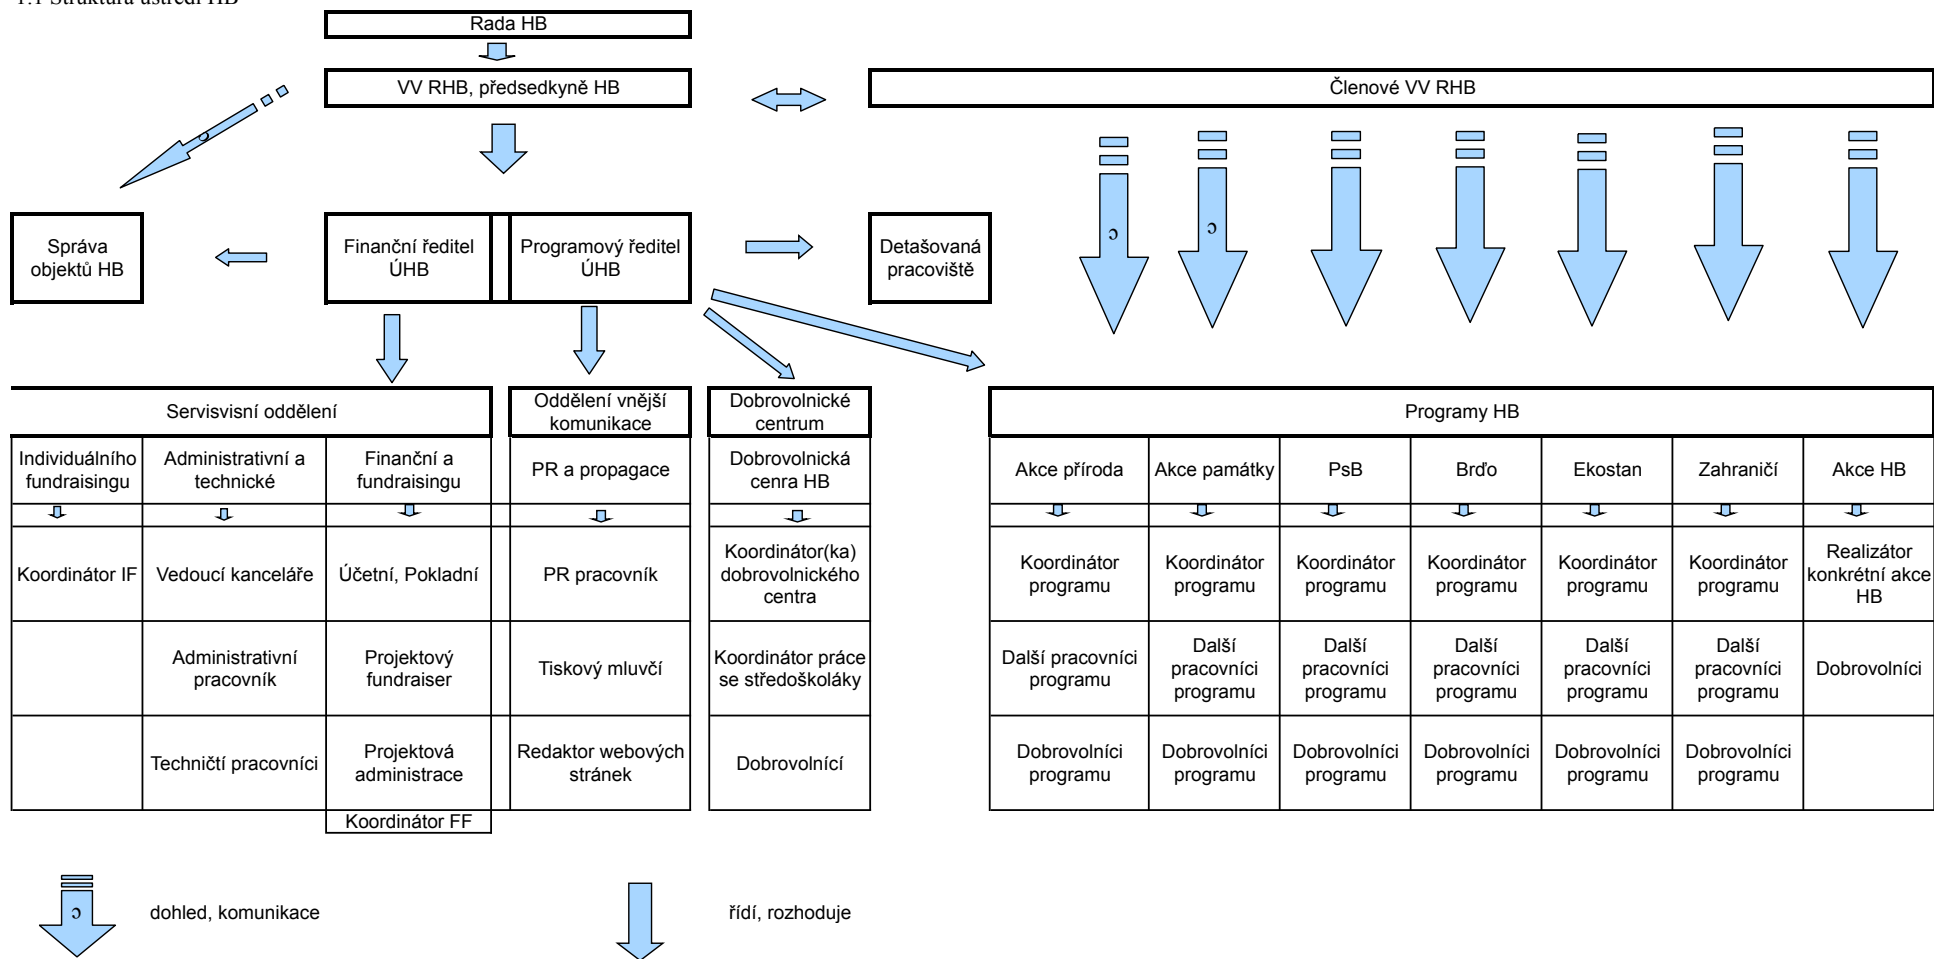 1.1 Struktura ústředí HB
Rada HB
VV RHB, předsedkyně HB
Členové VV RHB
Správa
objektů HB
Finanční ředitel
ÚHB
Programový ředitel
ÚHB
Detašovaná
pracoviště
Servisvisní oddělení
Oddělení vnější
komunikace
Dobrovolnické
centrum
Programy HB
Individuálního
fundraisingu
Administrativní a
technické
Finanční a
fundraisingu
PR a propagace
Dobrovolnická
cenra HB
Akce příroda
Akce památky
PsB
Brďo
Ekostan
Zahraničí
Akce HB
Koordinátor IF
Vedoucí kanceláře
Účetní, Pokladní
PR pracovník
Koordinátor(ka)
dobrovolnického
centra
Koordinátor
programu
Koordinátor
programu
Koordinátor
programu
Koordinátor
programu
Koordinátor
programu
Koordinátor
programu
Realizátor
konkrétní akce
HB
Administrativní
pracovník
Projektový
fundraiser
Tiskový mluvčí
Koordinátor práce
se středoškoláky
Další pracovníci
programu
Další
pracovníci
programu
Další
pracovníci
programu
Další
pracovníci
programu
Další
pracovníci
programu
Další
pracovníci
programu
Dobrovolníci
Techničtí pracovníci
Projektová
administrace
Redaktor webových
stránek
Dobrovolnící
Dobrovolníci
programu
Dobrovolníci
programu
Dobrovolníci
programu
Dobrovolníci
programu
Dobrovolníci
programu
Dobrovolníci
programu
Koordinátor FF
dohled, komunikace
řídí, rozhoduje